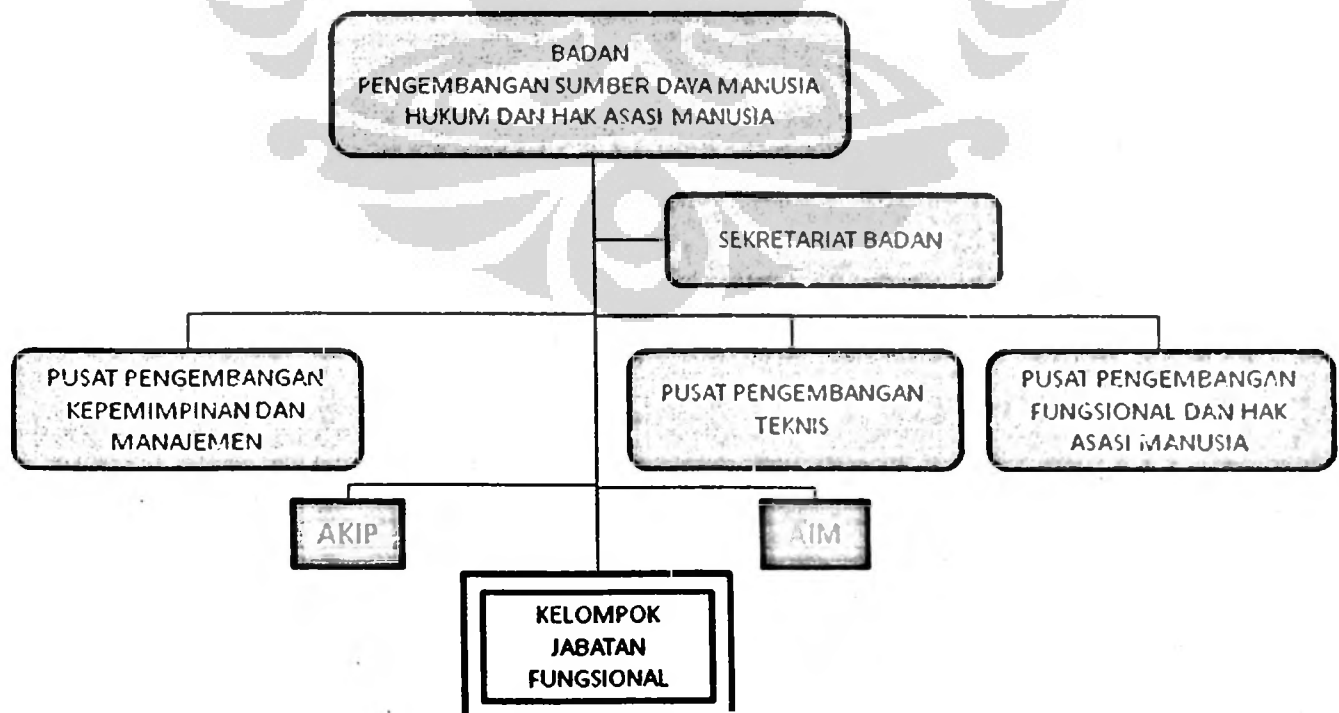 BADAN
PENGEMBANGAN SUMBER DAYA MANUSIA
HUKUM DAN HAK ASASI MANUSIA
SEKRETARIAT BADAN
PUSAT PENGEMBANGAN
KEPEMIMPINAN DAN
MANAJEMEN
PUSAT PENGEMBANGAN
TEKNIS
PUSAT PENGEMBANGAN
FUNGSIONAL DAN HAK
ASASI MANUSIA
AKIP
AIM
KELOMPOK
JABATAN
FUNGSIONAL